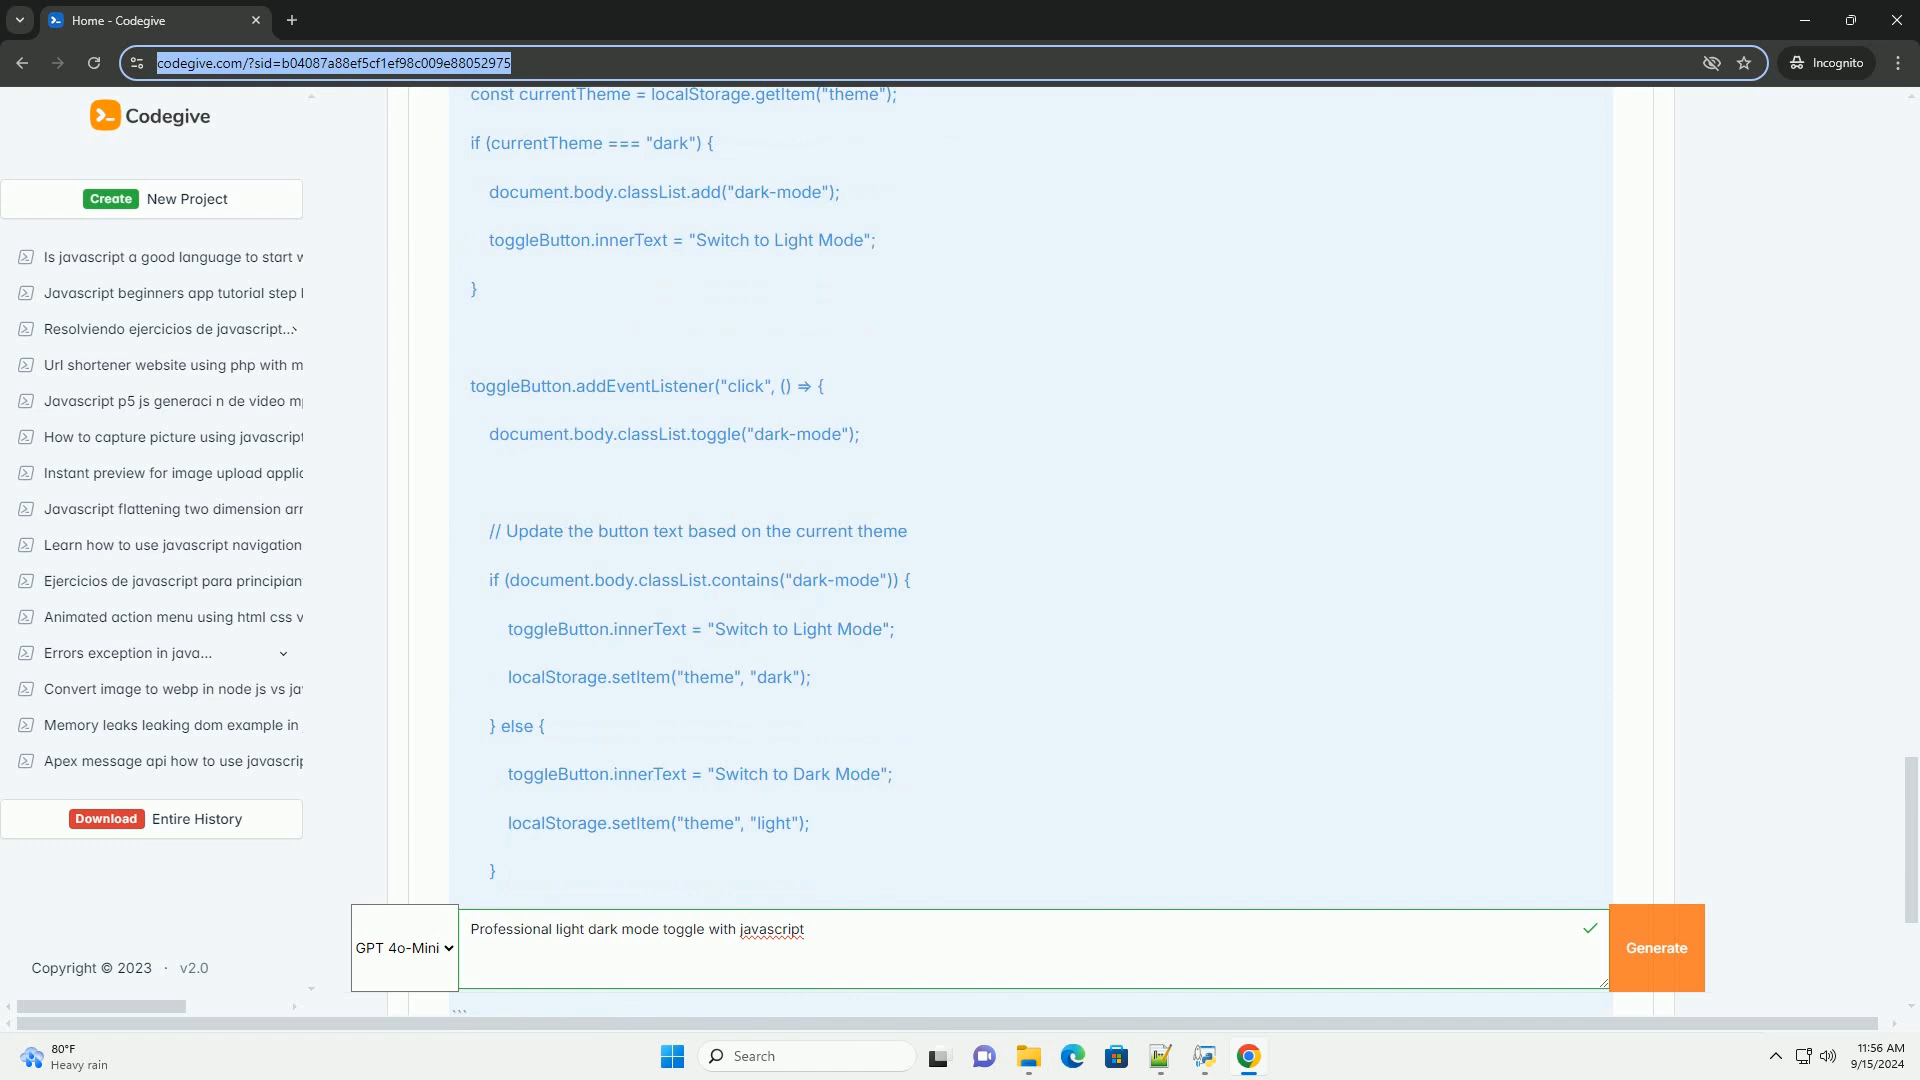 Home - Codegive
codegive.com/?sid=b04087a88ef5cf1ef98c009e88052975
Incognito
Codegive
Create New Project
Is javascript a good language to start w
Javascript beginners app tutorial step
Resolviendo ejercicios de javascript...
Url shortener website using php with m
Javascript p5 js generaci n de video m
How to capture picture using javascript
Instant preview for image upload applic
Javascript flattening two dimension arr
Learn how to use javascript navigation
Ejercicios de javascript para principian
Animated action menu using html css v
Errors exception in java...
Convert image to webp in node js vs ja
Memory leaks leaking dom example in
Apex message api how to use javascrip
Download Entire History
Copyright © 2023 · v2.0
const currentTheme = localStorage.getItem("theme");
if (currentTheme === "dark") {
document.body.classList.add("dark-mode");
toggleButton.innerText = "Switch to Light Mode";
}
toggleButton.addEventListener("click", () => {
document.body.classList.toggle("dark-mode");
// Update the button text based on the current theme
if (document.body.classList.contains("dark-mode")) {
toggleButton.innerText = "Switch to Light Mode";
localStorage.setItem("theme", "dark");
} else {
toggleButton.innerText = "Switch to Dark Mode";
localStorage.setItem("theme", "light");
}
GPT 4o-Mini
Professional light dark mode toggle with javascript
Generate
```
80°F
Heavy rain
Search
11:56 AM
9/15/2024